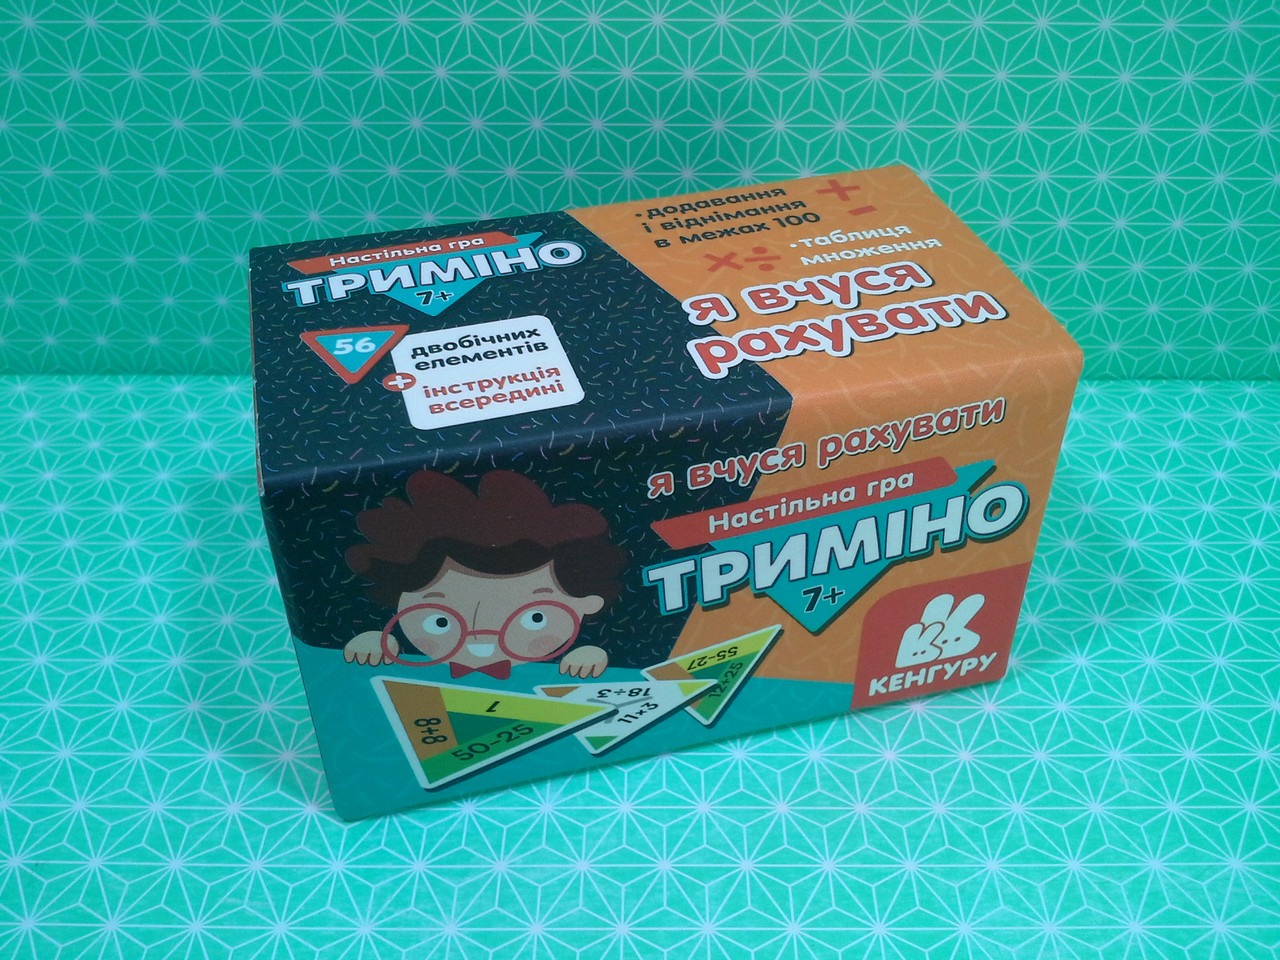 Настільна гра
ТРИМІНО
7+
56
двобічних
елементів
+ інструкція
всередині
•додавання
і віднімання
в межах 100
+
−
×÷
•таблиця
множення
я вчуся
рахувати
я вчуся рахувати
Настільна гра
ТРИМІНО
7+
КЕНГУРУ
8+8
1
50-25
18÷3
11×3
55-27
12+25